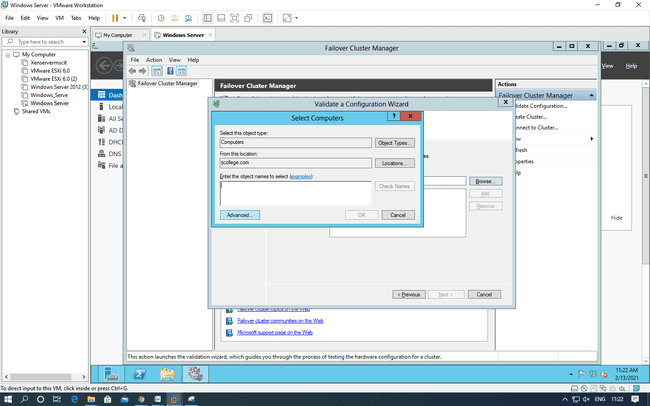 Windows Server - VMware Workstation
File Edit View VM Tabs Help
Library
Type here to search
My Computer
Xenservermscit
VMware ESXi 6.0
VMware ESXi 6.0 (2)
Windows Server 2012 (3)
Windows_Serve
Windows Server
Shared VMs
My Computer
Windows Server
View Help
Dash
Local
All Se
AD D
DHC
DNS
File a
Hide
Failover Cluster Manager
File Action View Help
Failover Cluster Manager
Failover Cluster Manager
Actions
Failover Cluster Manager
Validate Configuration...
Create Cluster...
Connect to Cluster...
View
Refresh
Properties
Help
Validate a Configuration Wizard
Browse...
Add
Remove
< Previous
Next >
Cancel
Select Computers
Select this object type:
Computers
Object Types...
From this location:
rjcollege.com
Locations...
Enter the object names to select (examples):
Check Names
Advanced...
OK
Cancel
Failover cluster topics on the Web
Failover cluster communities on the Web
Microsoft support page on the Web
This action launches the validation wizard, which guides you through the process of testing the hardware configuration for a cluster.
11:22 AM
2/13/2021
To direct input to this VM, click inside or press Ctrl+G.
ENG 11:22